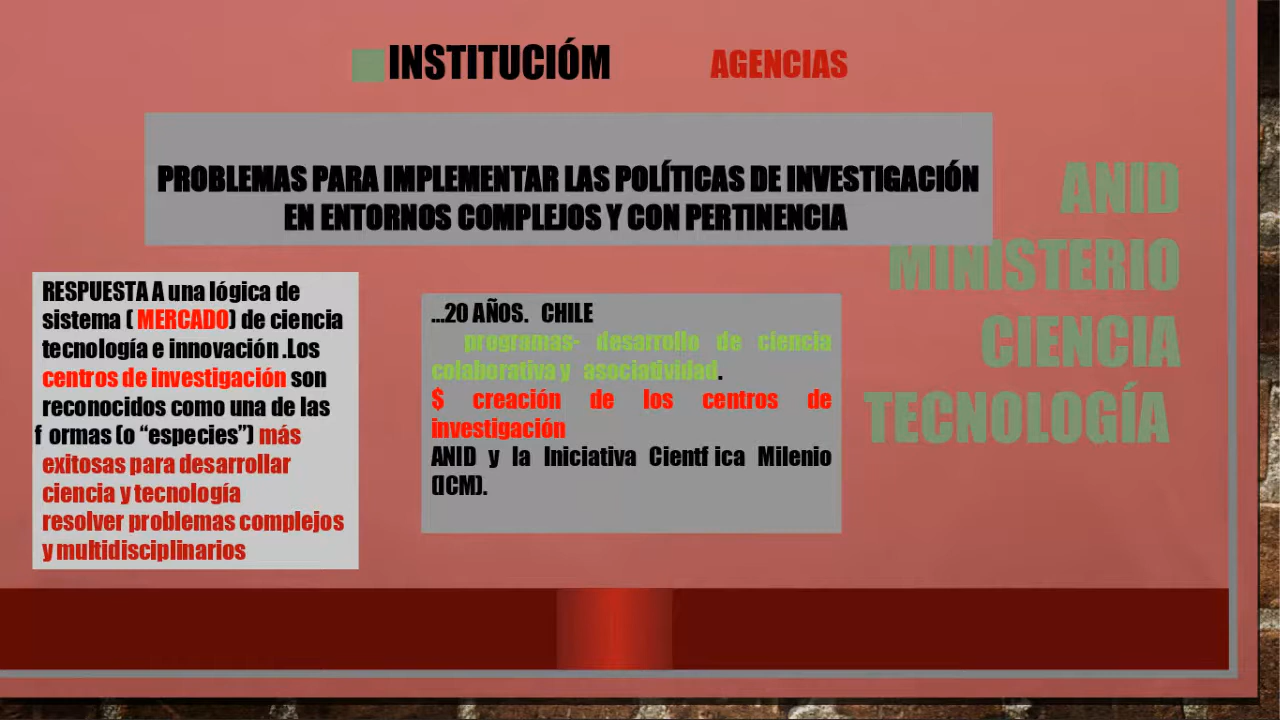 INSTITUCIÓM AGENCIAS
PROBLEMAS PARA IMPLEMENTAR LAS POLÍTICAS DE INVESTIGACIÓN
EN ENTORNOS COMPLEJOS Y CON PERTINENCIA
RESPUESTA A una lógica de
sistema ( MERCADO) de ciencia
tecnología e innovación .Los
centros de investigación son
reconocidos como una de las
f ormas (o “especies”) más
exitosas para desarrollar
ciencia y tecnología
resolver problemas complejos
y multidisciplinarios
...20 AÑOS. CHILE
programas- desarrollo de ciencia
colaborativa y asociatividad.
$ creación de los centros de
investigación
ANID y la Iniciativa Cientf ica Milenio
(ICM).
ANID
MINISTERIO
CIENCIA
TECNOLOGÍA